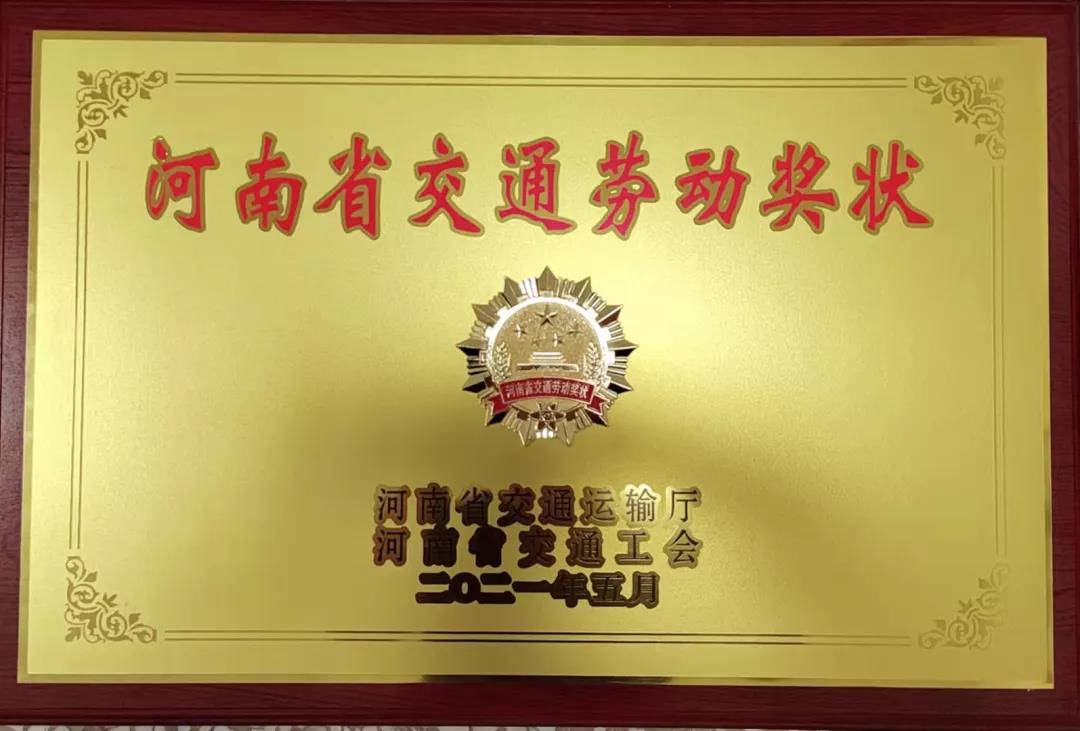 河南省交通劳动奖状
河南省交通劳动奖状
河南省交通运输厅
河南省交通工会
二〇二一年五月